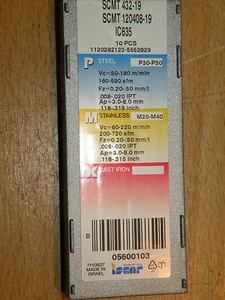 SCMT 432-19
SCMT 120408-19
IC635
10 PCS
1120282123-5552829
P STEEL P30-P50
Vc=50-180 m/min
160-590 sfm
Fz=0.20-.50 mm/t
.008-.020 IPT
Ap=3.0-8.0 mm
.118-.315 inch
M STAINLESS M20-M40
Vc=60-220 m/min
200-720 sfm
Fz=0.20-.50 mm/t
.008-.020 IPT
Ap=3.0-8.0 mm
.118-.315 inch
K CAST IRON
B
05600103
7103627
MADE IN
ISRAEL
iscar